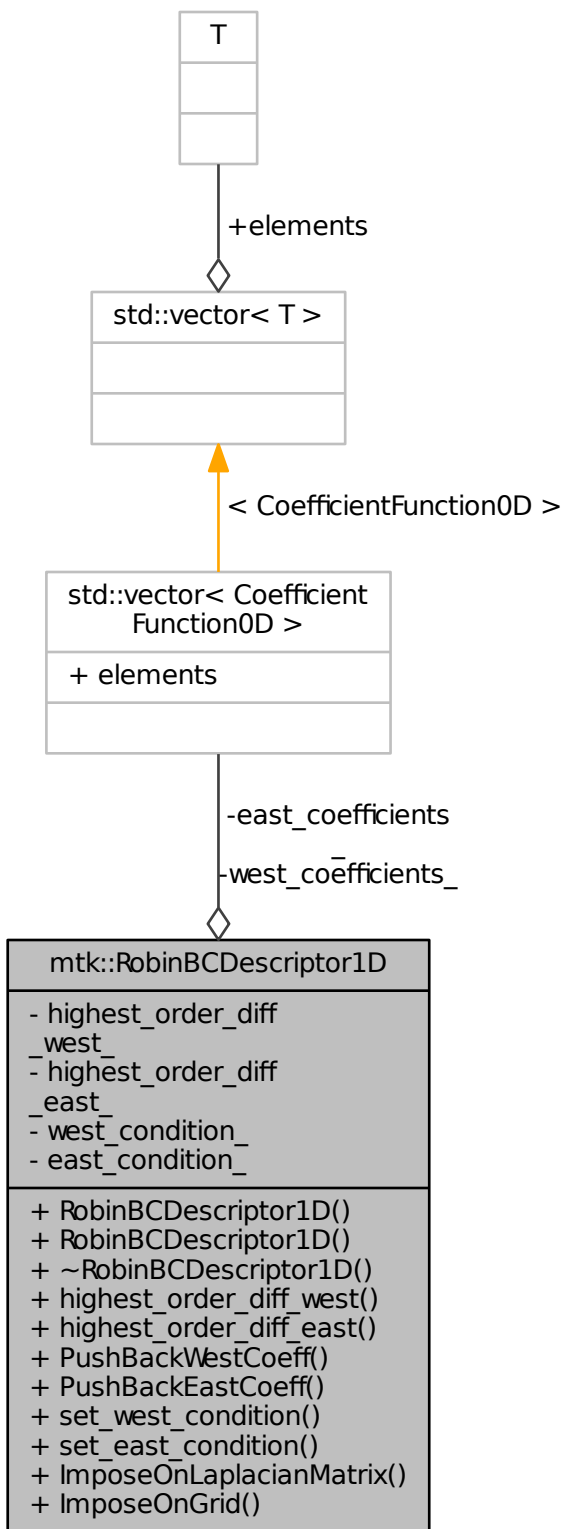 T
+elements
std::vector< T >
< CoefficientFunction0D >
std::vector< Coefficient
Function0D >
+ elements
-east_coefficients
_
-west_coefficients_
mtk::RobinBCDescriptor1D
- highest_order_diff
_west_
- highest_order_diff
_east_
- west_condition_
- east_condition_
+ RobinBCDescriptor1D()
+ RobinBCDescriptor1D()
+ ~RobinBCDescriptor1D()
+ highest_order_diff_west()
+ highest_order_diff_east()
+ PushBackWestCoeff()
+ PushBackEastCoeff()
+ set_west_condition()
+ set_east_condition()
+ ImposeOnLaplacianMatrix()
+ ImposeOnGrid()